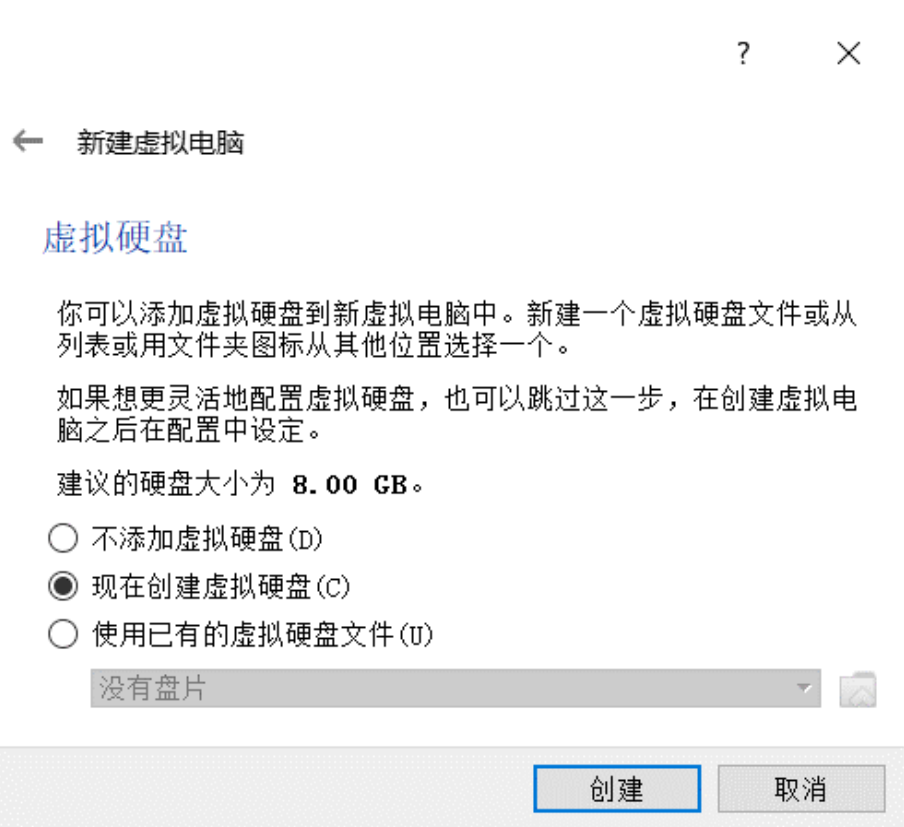 ?
新建虚拟电脑
虚拟硬盘
你可以添加虚拟硬盘到新虚拟电脑中。新建一个虚拟硬盘文件或从
列表或用文件夹图标从其他位置选择一个。
如果想更灵活地配置虚拟硬盘，也可以跳过这一步，在创建虚拟电
脑之后在配置中设定。
建议的硬盘大小为 8.00 GB。
不添加虚拟硬盘(D)
现在创建虚拟硬盘(C)
使用已有的虚拟硬盘文件(U)
没有盘片
创建 取消